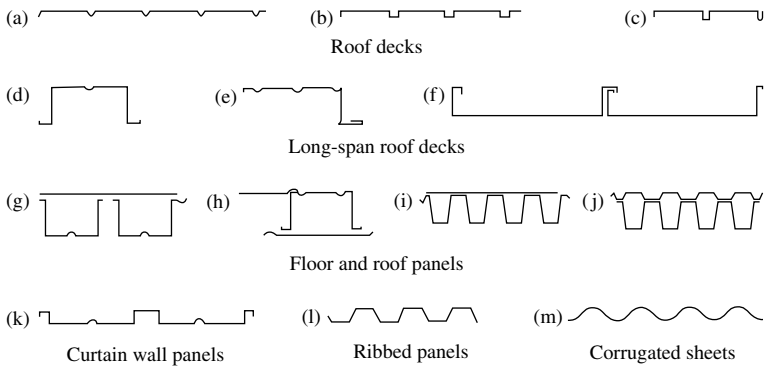 (a) (b) (c)
Roof decks
(d) (e) (f)
Long-span roof decks
(g) (h) (i) (j)
Floor and roof panels
(k) (l) (m)
Curtain wall panels Ribbed panels Corrugated sheets